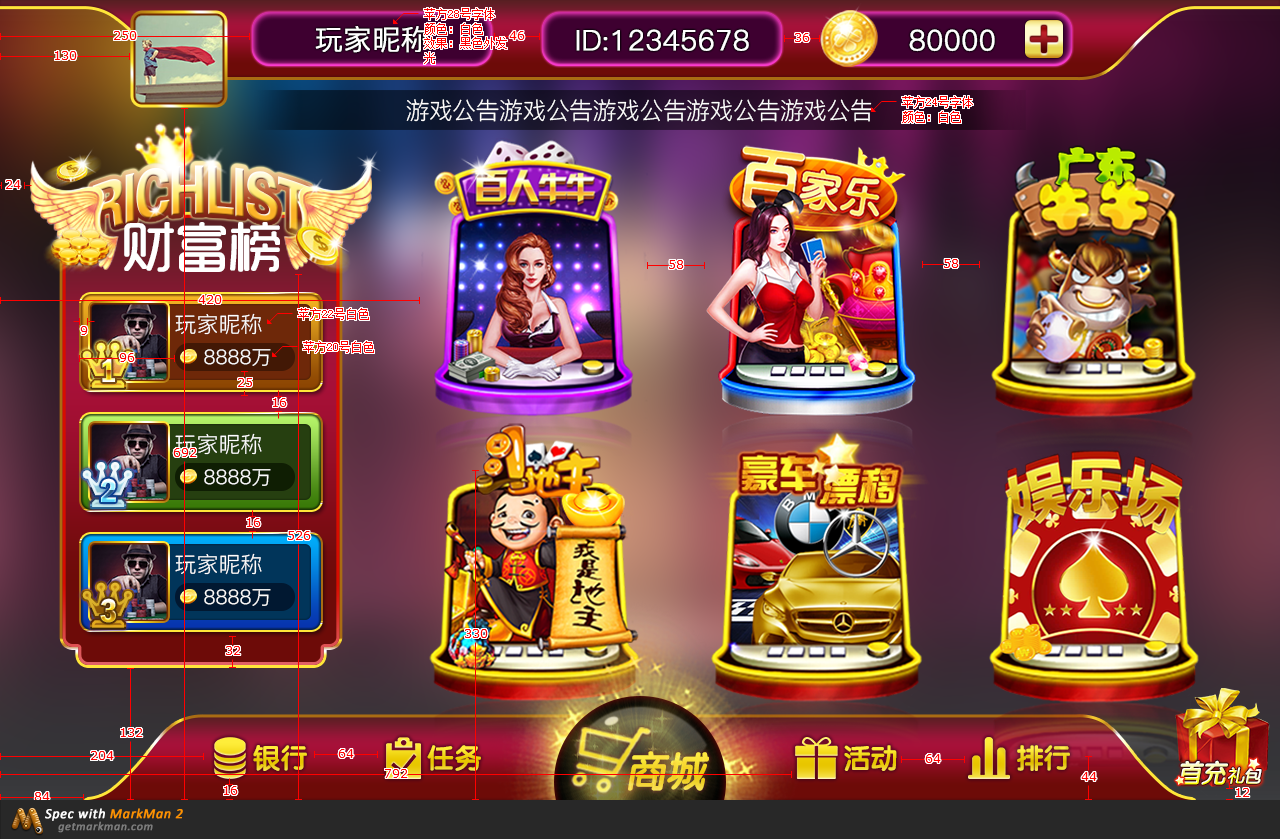 250
130
玩家昵称
苹方28号字体
颜色：白色
效果：黑色外发
光
46
ID:12345678
36
80000
游戏公告游戏公告游戏公告游戏公告游戏公告
苹方24号字体
颜色：白色
24
RICHLIST
财富榜
百人牛牛
百家乐
广东
牛牛
58
58
420
9
玩家昵称
苹方22号白色
96
8888万
苹方20号白色
1
25
16
玩家昵称
692
8888万
2
16
526
玩家昵称
8888万
3
32
地主
我是地主
330
豪车漂移
BM
娱乐场
132
204
84
银行
16
64
任务
792
商城
活动
64
排行
44
首充礼包
12
Spec with MarkMan 2
getmarkman.com